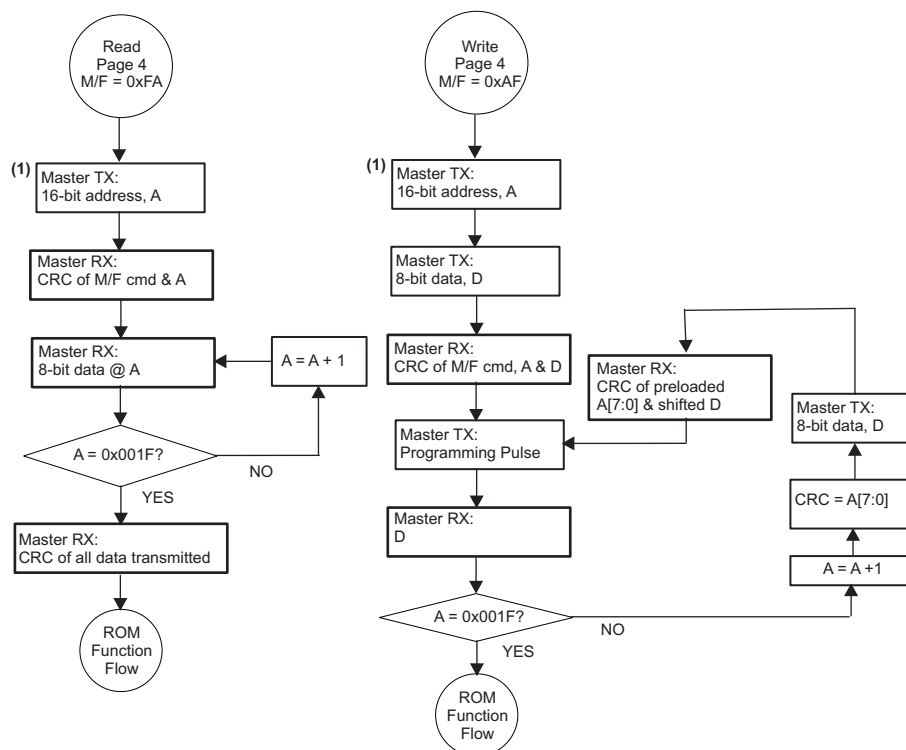 Read
Page 4
M/F = 0xFA
(1)
Master TX:
16-bit address, A
Master RX:
CRC of M/F cmd & A
Master RX:
8-bit data @ A
A = A + 1
A = 0x001F?
NO
YES
Master RX:
CRC of all data transmitted
ROM
Function
Flow
Write
Page 4
M/F = 0xAF
(1)
Master TX:
16-bit address, A
Master TX:
8-bit data, D
Master RX:
CRC of M/F cmd, A & D
Master TX:
Programming Pulse
Master RX:
D
A = 0x001F?
NO
YES
ROM
Function
Flow
A = A +1
CRC = A[7:0]
Master TX:
8-bit data, D
Master RX:
CRC of preloaded
A[7:0] & shifted D